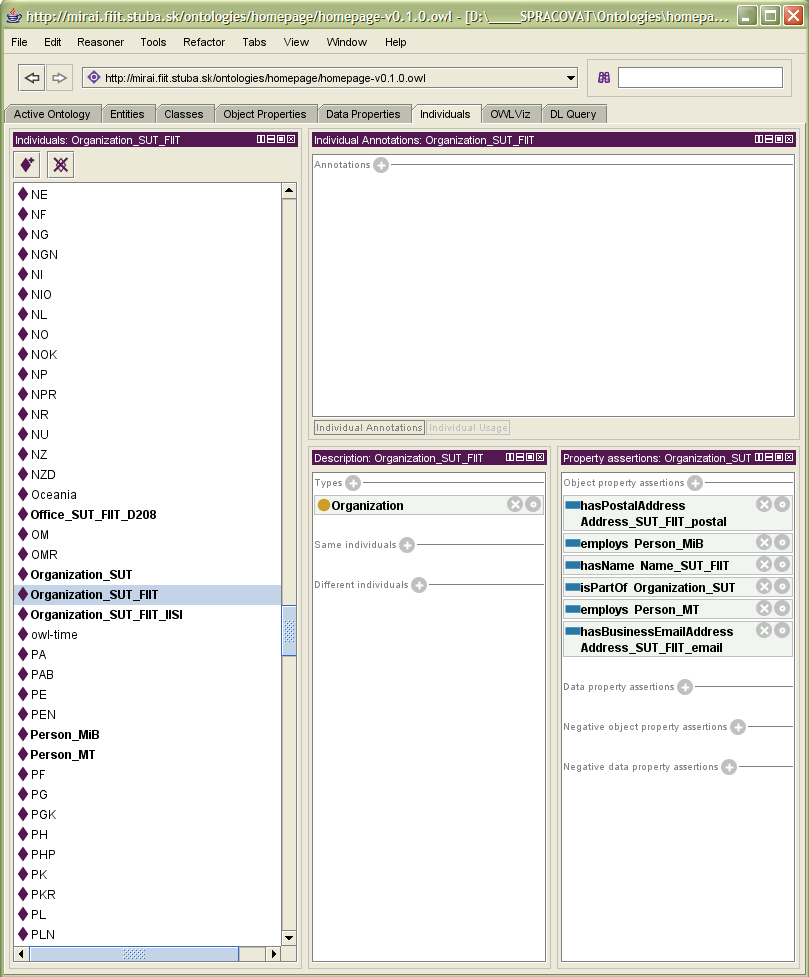 http://mirai.fiit.stuba.sk/ontologies/homepage/homepage-v0.1.0.owl - [D:\_____SPRACOVAT\Ontologies\homepa...
File Edit Reasoner Tools Refactor Tabs View Window Help
http://mirai.fiit.stuba.sk/ontologies/homepage/homepage-v0.1.0.owl
Active Ontology Entities Classes Object Properties Data Properties Individuals OWLViz DL Query
Individuals: Organization_SUT_FIIT
NE
NF
NG
NGN
NI
NIO
NL
NO
NOK
NP
NPR
NR
NU
NZ
NZD
Oceania
Office_SUT_FIIT_D208
OM
OMR
Organization_SUT
Organization_SUT_FIIT
Organization_SUT_FIIT_IISI
owl-time
PA
PAB
PE
PEN
Person_MiB
Person_MT
PF
PG
PGK
PH
PHP
PK
PKR
PL
PLN
Individual Annotations: Organization_SUT_FIIT
Annotations
Individual Annotations Individual Usage
Description: Organization_SUT_FIIT
Types
Organization
Same individuals
Different individuals
Property assertions: Organization_SUT
Object property assertions
hasPostalAddress
Address_SUT_FIIT_postal
employs Person_MiB
hasName Name_SUT_FIIT
isPartOf Organization_SUT
employs Person_MT
hasBusinessEmailAddress
Address_SUT_FIIT_email
Data property assertions
Negative object property assertions
Negative data property assertions